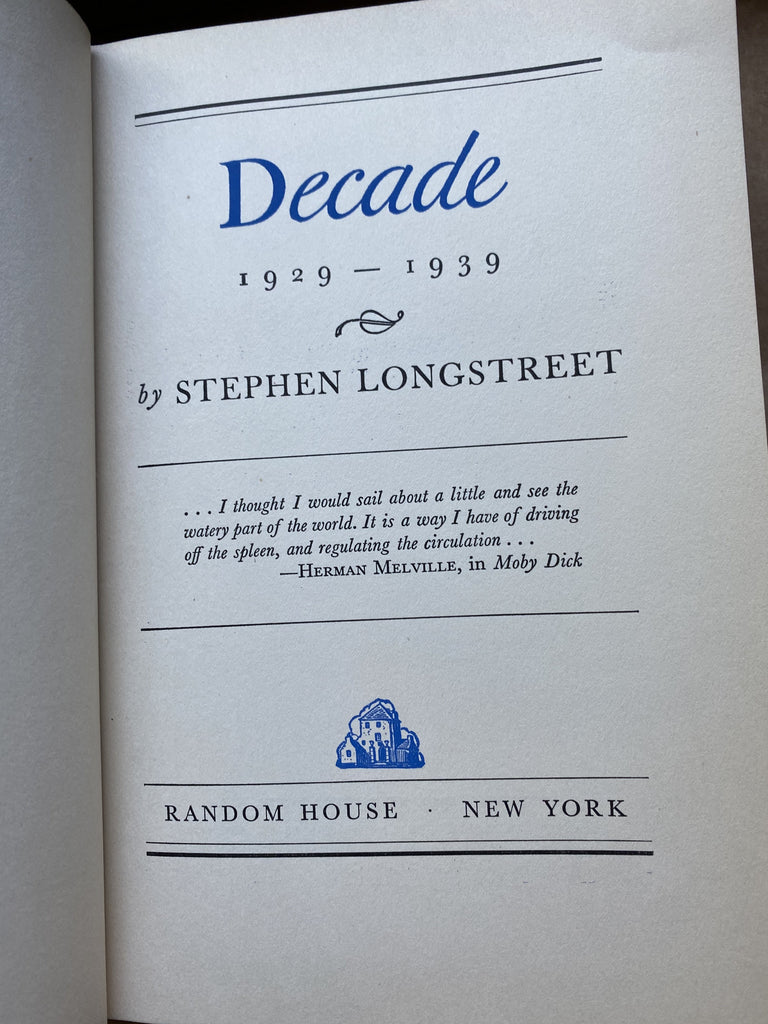 Decade
1929 — 1939
by STEPHEN LONGSTREET
. . . I thought I would sail about a little and see the
watery part of the world. It is a way I have of driving
off the spleen, and regulating the circulation . . .
—HERMAN MELVILLE, in Moby Dick
RANDOM HOUSE · NEW YORK